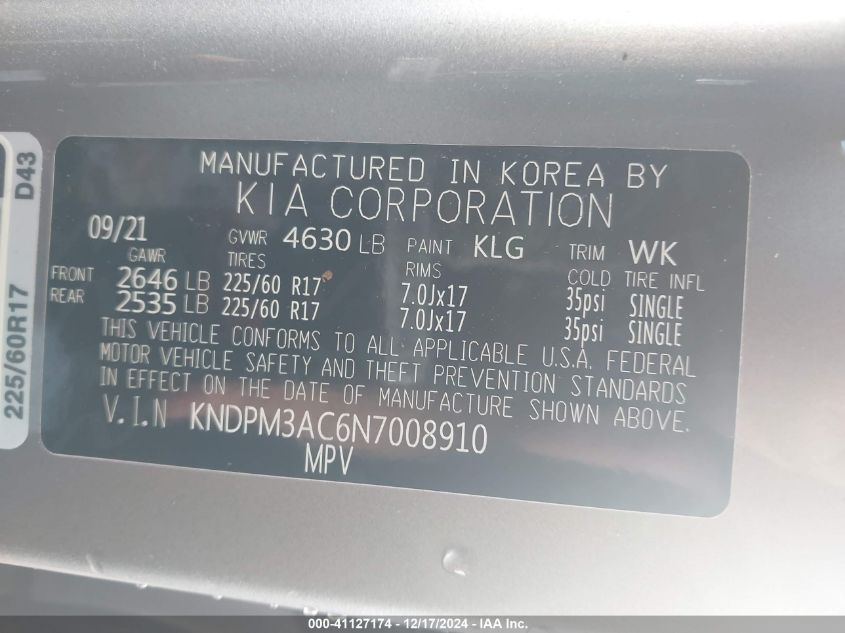 MANUFACTURED IN KOREA BY
KIA CORPORATION
09/21 GVWR 4630 LB PAINT KLG TRIM WK
GAWR TIRES RIMS COLD TIRE INFL
FRONT 2646 LB 225/60 R17 7.0Jx17 35psi SINGLE
REAR 2535 LB 225/60 R17 7.0Jx17 35psi SINGLE
THIS VEHICLE CONFORMS TO ALL APPLICABLE U.S.A. FEDERAL
MOTOR VEHICLE SAFETY AND THEFT PREVENTION STANDARDS
IN EFFECT ON THE DATE OF MANUFACTURE SHOWN ABOVE.
V.I.N KNDPM3AC6N7008910
MPV
225/60R17 D43
000-41127174 | 12/17/2024 - IAA Inc.